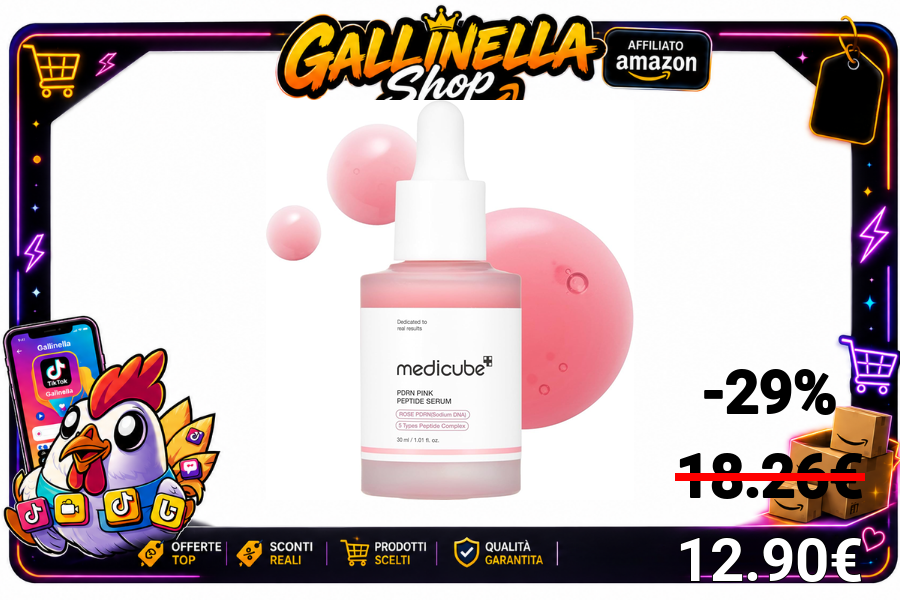 GALLINELLA
Shop
AFFILIATO
amazon
Dedicated to
real results
medicube
PDRN PINK
PEPTIDE SERUM
ROSE PDRN(Sodium DNA)
5 Types Peptide Complex
30 ml / 1.01 fl. oz.
Gallinella
TikTok
Gallinella
-29%
18.26€
12.90€
OFFERTE
TOP
SCONTI
REALI
PRODOTTI
SCELTI
QUALITÀ
GARANTITA